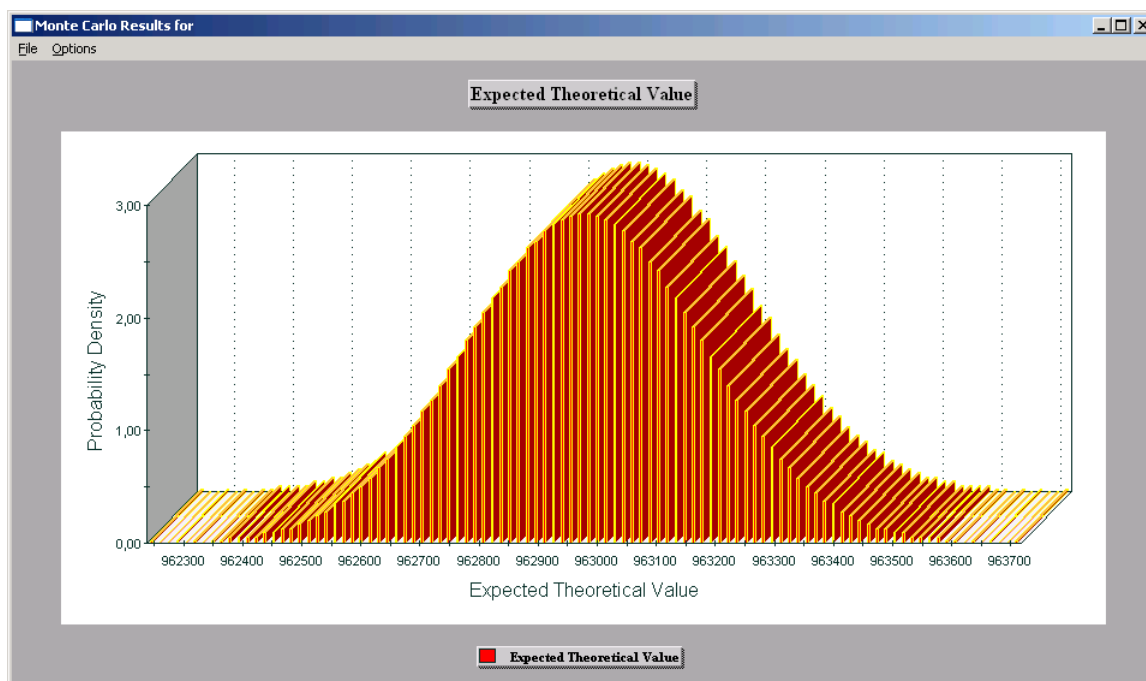 Monte Carlo Results for
File Options
Expected Theoretical Value
3,00
2,00
1,00
0,00
Probability Density
962300 962400 962500 962600 962700 962800 962900 963000 963100 963200 963300 963400 963500 963600 963700
Expected Theoretical Value
Expected Theoretical Value